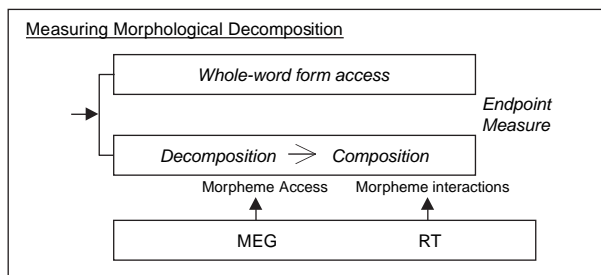 Measuring Morphological Decomposition
Whole-word form access
Endpoint
Measure
Decomposition Composition
Morpheme Access Morpheme interactions
MEG RT